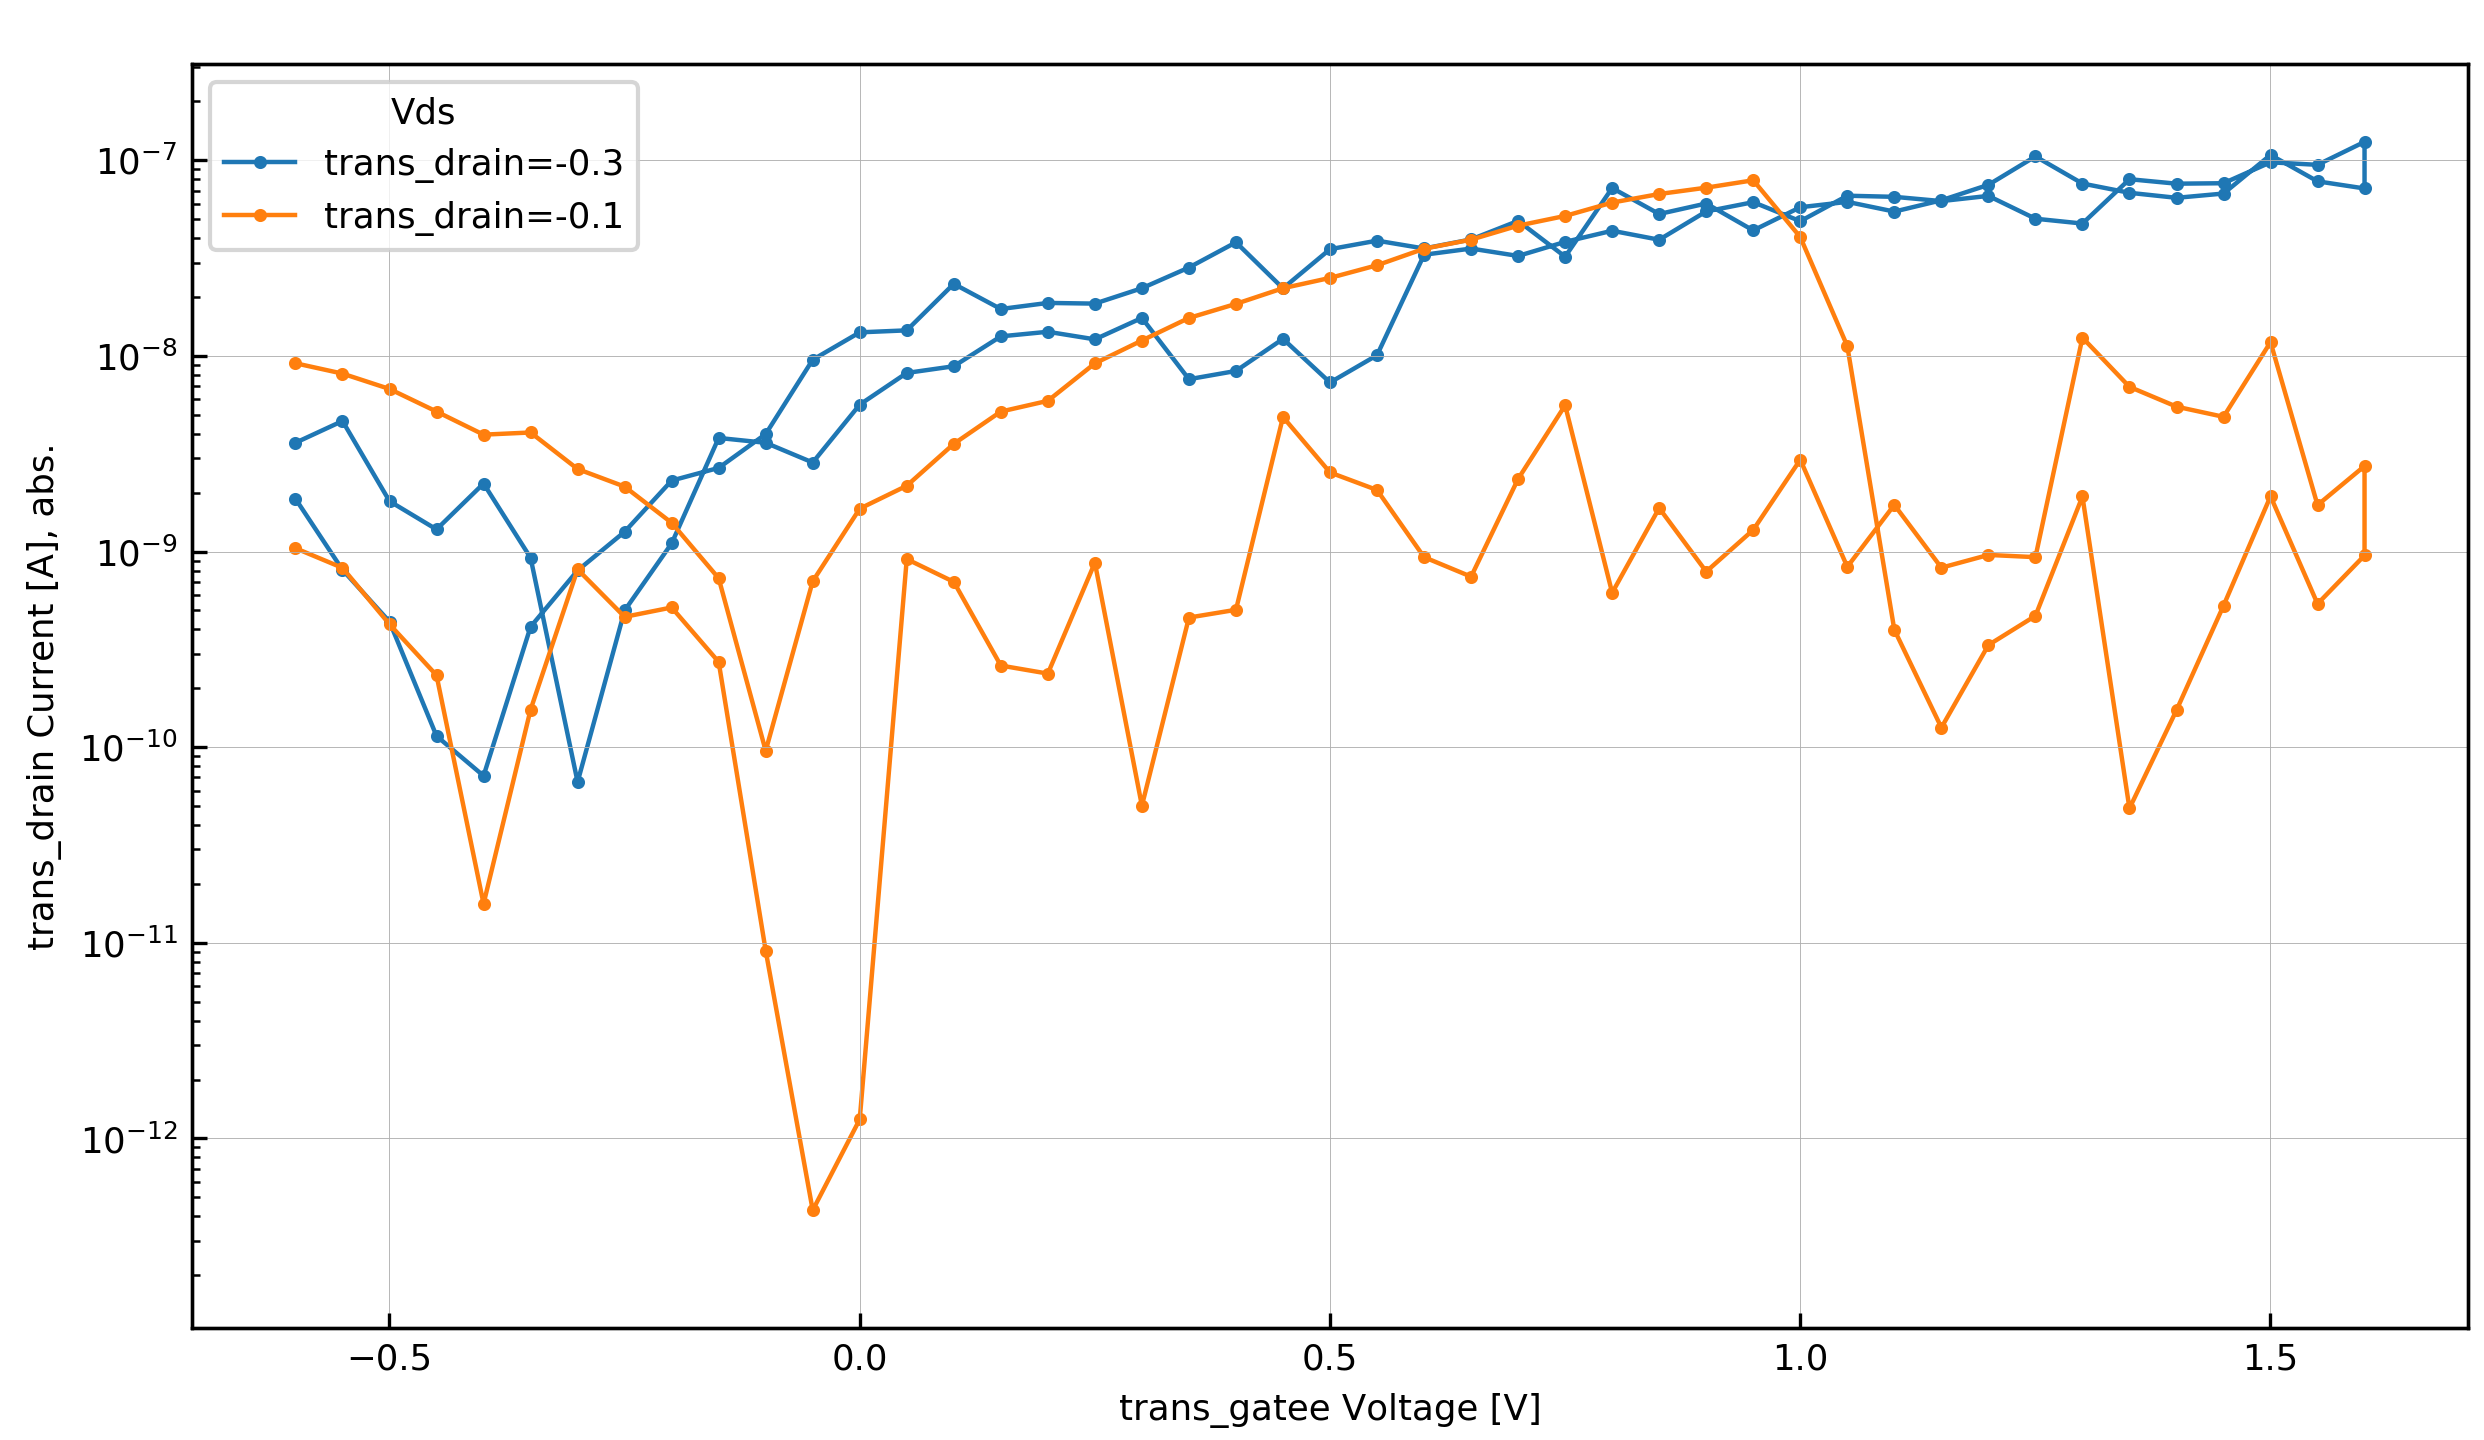 Vds
trans_drain=-0.3
trans_drain=-0.1
trans_drain Current [A], abs.
10⁻⁷
10⁻⁸
10⁻⁹
10⁻¹⁰
10⁻¹¹
10⁻¹²
−0.5 0.0 0.5 1.0 1.5
trans_gatee Voltage [V]